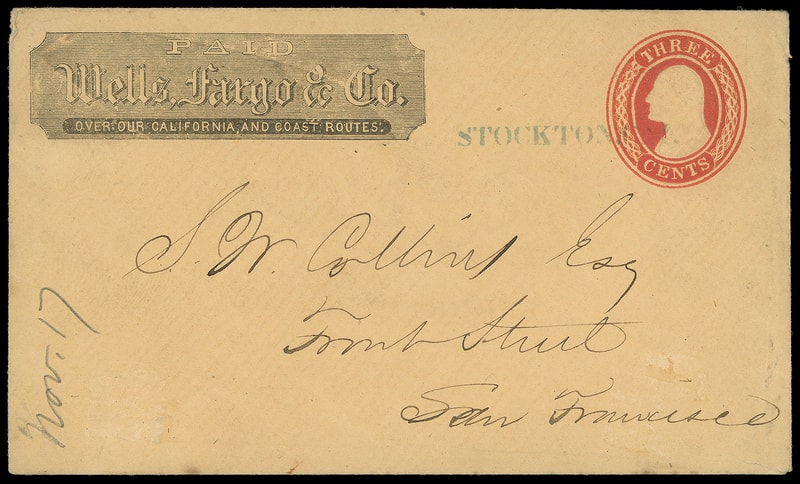 PAID
Wells, Fargo & Co.
OVER OUR CALIFORNIA, AND COAST ROUTES.
THREE
CENTS
STOCKTON
S. W. Collins Esq
Front Street
San Francisco
Nov. 17